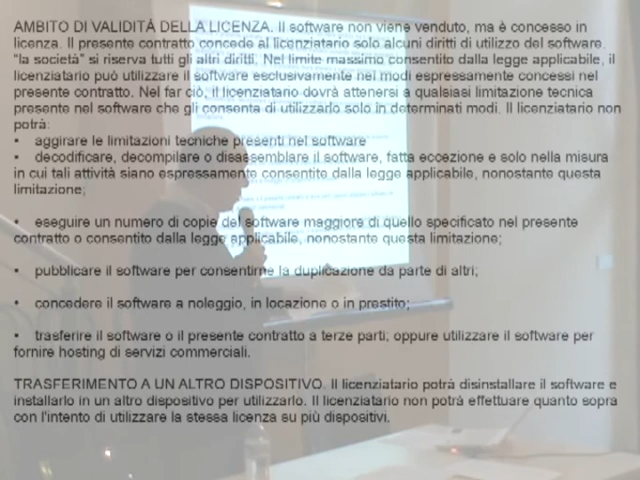 AMBITO DI VALIDITÀ DELLA LICENZA. Il software non viene venduto, ma è concesso in
licenza. Il presente contratto concede al licenziatario solo alcuni diritti di utilizzo del software.
"la società" si riserva tutti gli altri diritti. Nel limite massimo consentito dalla legge applicabile, il
licenziatario può utilizzare il software esclusivamente nei modi espressamente concessi nel
presente contratto. Nel far ciò, il licenziatario dovrà attenersi a qualsiasi limitazione tecnica
presente nel software che gli consenta di utilizzarlo solo in determinati modi. Il licenziatario non
potrà:
• aggirare le limitazioni tecniche presenti nel software
• decodificare, decompilare o disassemblare il software, fatta eccezione e solo nella misura
in cui tali attività siano espressamente consentite dalla legge applicabile, nonostante questa
limitazione;
• eseguire un numero di copie del software maggiore di quello specificato nel presente
contratto o consentito dalla legge applicabile, nonostante questa limitazione;
• pubblicare il software per consentirne la duplicazione da parte di altri;
• concedere il software a noleggio, in locazione o in prestito;
• trasferire il software o il presente contratto a terze parti; oppure utilizzare il software per
fornire hosting di servizi commerciali.
TRASFERIMENTO A UN ALTRO DISPOSITIVO. Il licenziatario potrà disinstallare il software e
installarlo in un altro dispositivo per utilizzarlo. Il licenziatario non potrà effettuare quanto sopra
con l'intento di utilizzare la stessa licenza su più dispositivi.